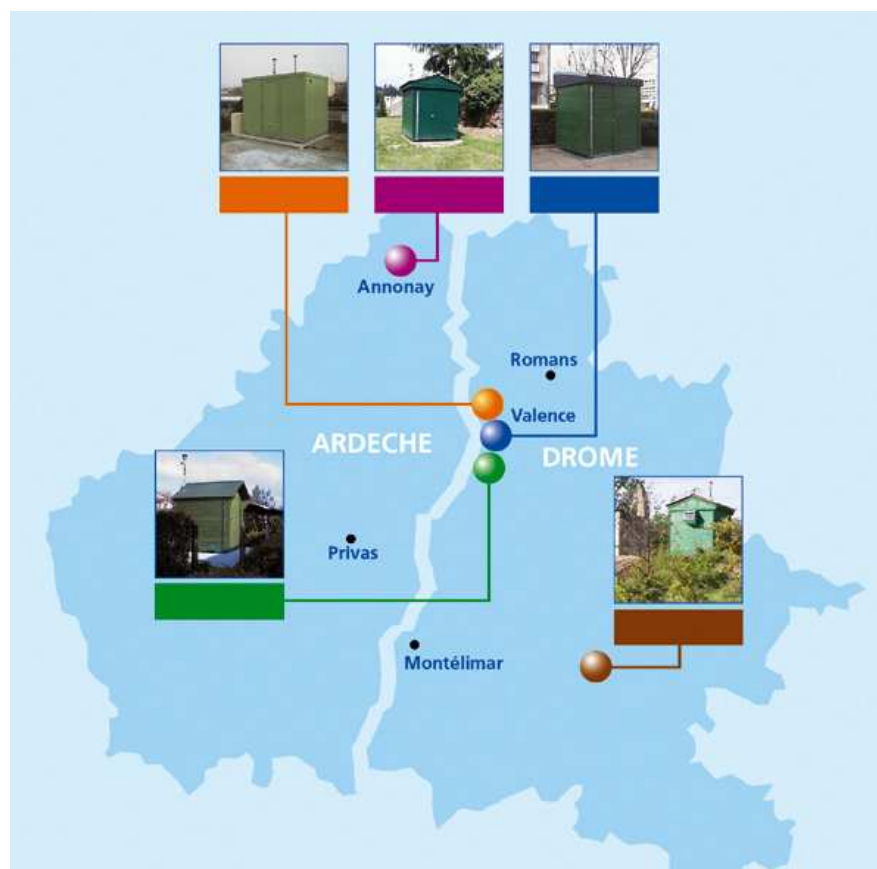 Annonay
Romans
Valence
ARDECHE
DROME
Privas
Montélimar